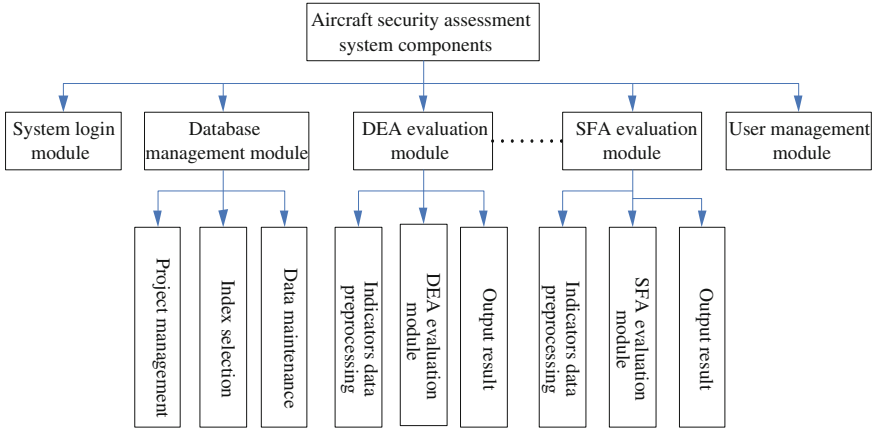 Aircraft security assessment
system components
System login
module
Database
management module
DEA evaluation
module
SFA evaluation
module
User management
module
Project management
Index selection
Data maintenance
Indicators data
preprocessing
DEA evaluation
module
Output result
Indicators data
preprocessing
SFA evaluation
module
Output result